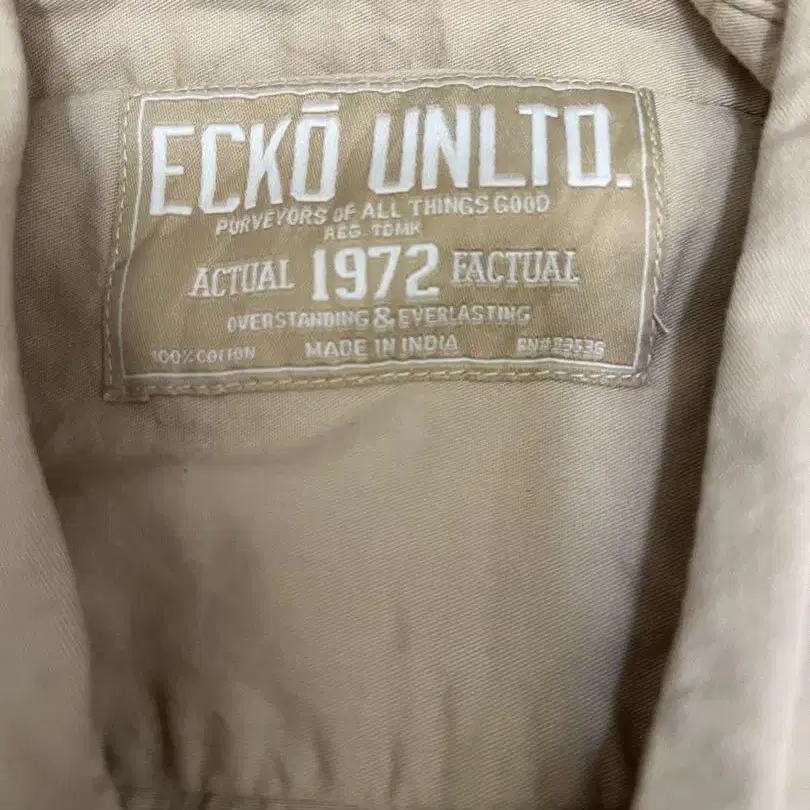 ECKŌ UNLTD.
PURVEYORS OF ALL THINGS GOOD
REG. TDMK
ACTUAL 1972 FACTUAL
OVERSTANDING & EVERLASTING
100% COTTON MADE IN INDIA